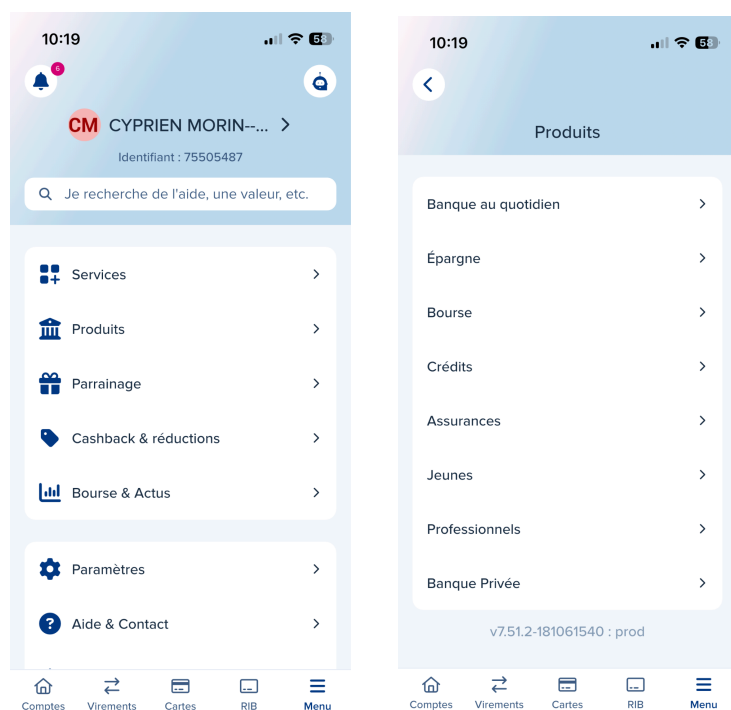 10:19
58
6
CM CYPRIEN MORIN--...
Identifiant : 75505487
Je recherche de l'aide, une valeur, etc.
Services
Produits
Parrainage
Cashback & réductions
Bourse & Actus
Paramètres
Aide & Contact
Comptes Virements Cartes RIB Menu
10:19
58
Produits
Banque au quotidien
Épargne
Bourse
Crédits
Assurances
Jeunes
Professionnels
Banque Privée
v7.51.2-181061540 : prod
Comptes Virements Cartes RIB Menu